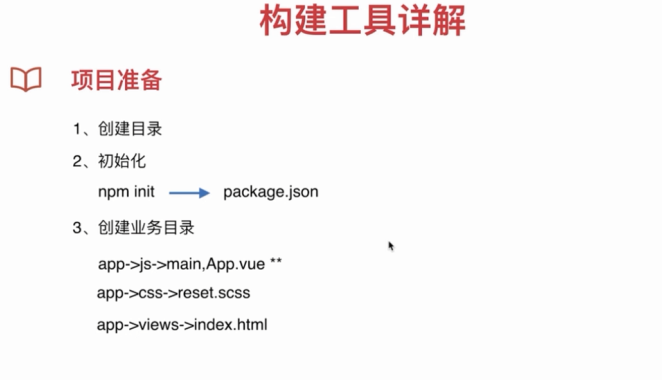 构建工具详解
项目准备
1、创建目录
2、初始化
npm init package.json
3、创建业务目录
app->js->main,App.vue **
app->css->reset.scss
app->views->index.html